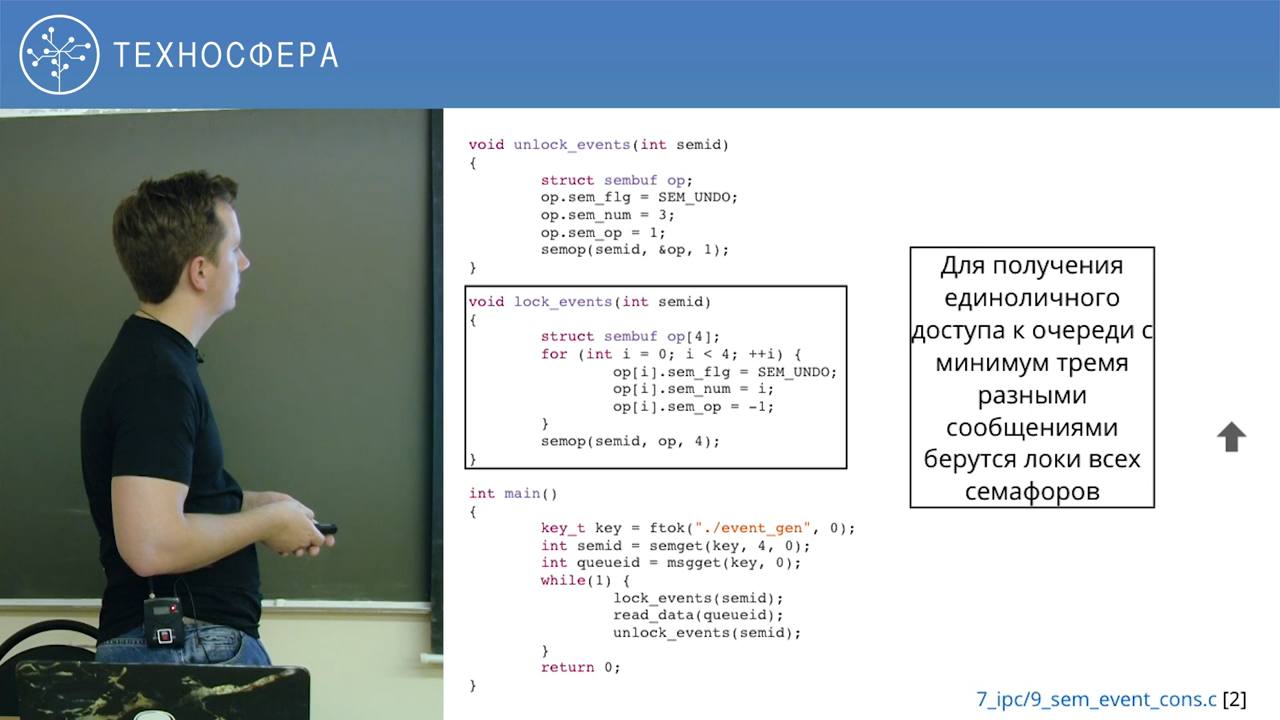 ТЕХНОСФЕРА
void unlock_events(int semid)
{
struct sembuf op;
op.sem_flg = SEM_UNDO;
op.sem_num = 3;
op.sem_op = 1;
semop(semid, &op, 1);
}
void lock_events(int semid)
{
struct sembuf op[4];
for (int i = 0; i < 4; ++i) {
op[i].sem_flg = SEM_UNDO;
op[i].sem_num = i;
op[i].sem_op = -1;
}
semop(semid, op, 4);
}
int main()
{
key_t key = ftok("./event_gen", 0);
int semid = semget(key, 4, 0);
int queueid = msgget(key, 0);
while(1) {
lock_events(semid);
read_data(queueid);
unlock_events(semid);
}
return 0;
}
Для получения
единоличного
доступа к очереди с
минимум тремя
разными
сообщениями
берутся локи всех
семафоров
7_ipc/9_sem_event_cons.c [2]